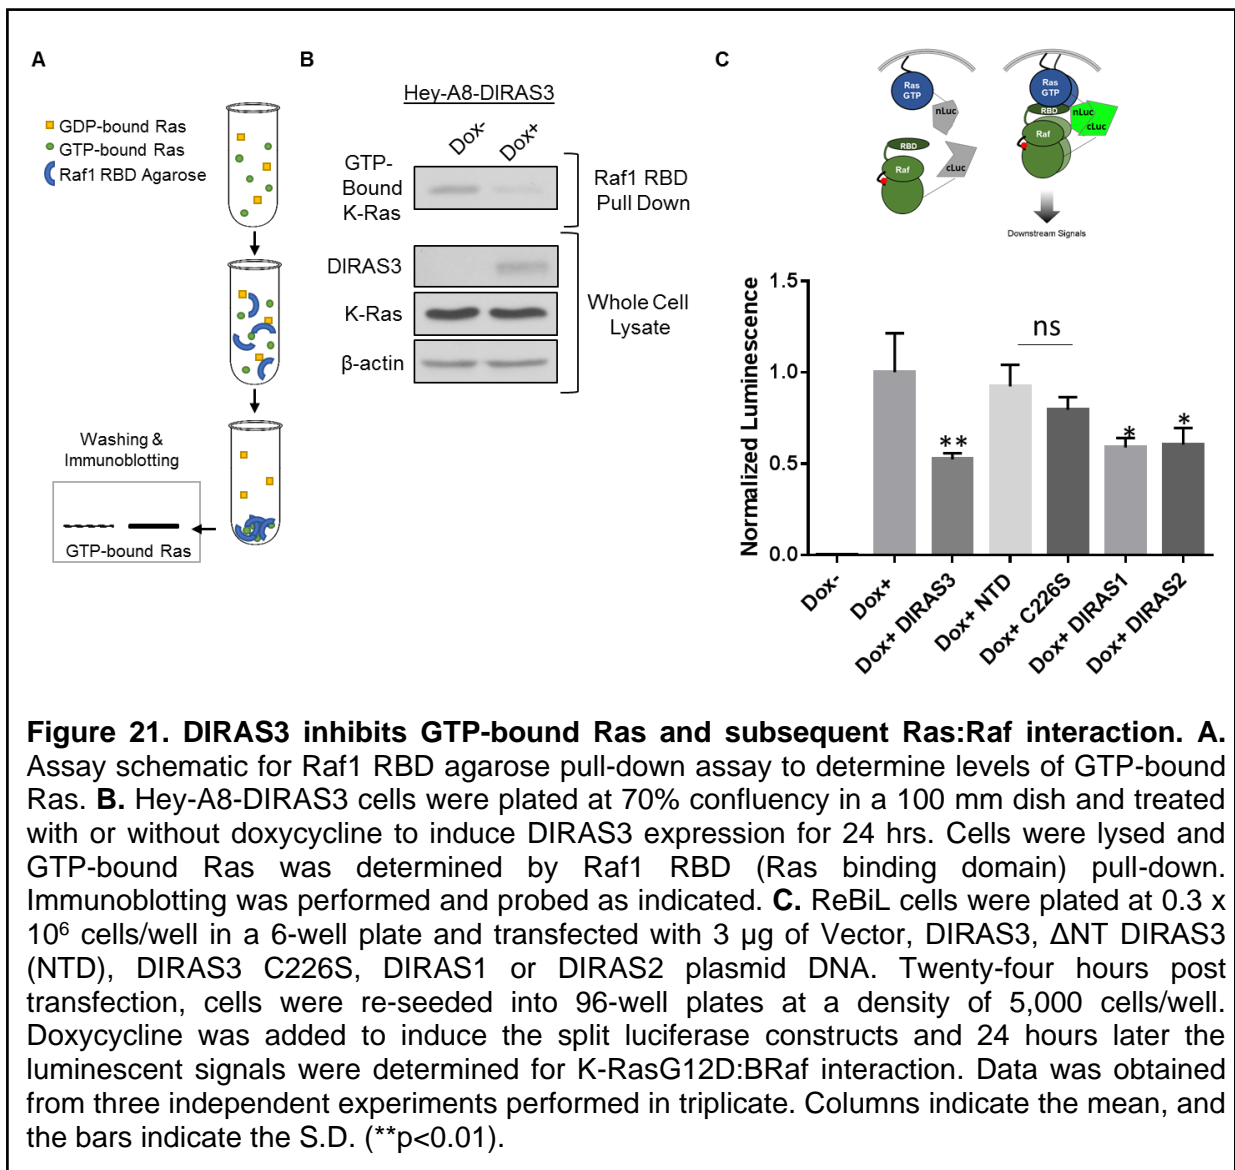 A
GDP-bound Ras
GTP-bound Ras
Raf1 RBD Agarose
Washing &
Immunoblotting
GTP-bound Ras
B
Hey-A8-DIRAS3
Dox- Dox+
GTP-
Bound
K-Ras
Raf1 RBD
Pull Down
DIRAS3
K-Ras
β-actin
Whole Cell
Lysate
C
Ras
GTP
nLuc
RBD
Raf
cLuc
Ras
GTP
RBD
nLuc
cLuc
Raf
Downstream Signals
Normalized Luminescence
1.5
1.0
0.5
0.0
ns
**
*
*
Dox-
Dox+
Dox+ DIRAS3
Dox+ NTD
Dox+ C226S
Dox+ DIRAS1
Dox+ DIRAS2
Figure 21. DIRAS3 inhibits GTP-bound Ras and subsequent Ras:Raf interaction. A.
Assay schematic for Raf1 RBD agarose pull-down assay to determine levels of GTP-bound
Ras. B. Hey-A8-DIRAS3 cells were plated at 70% confluency in a 100 mm dish and treated
with or without doxycycline to induce DIRAS3 expression for 24 hrs. Cells were lysed and
GTP-bound Ras was determined by Raf1 RBD (Ras binding domain) pull-down.
Immunoblotting was performed and probed as indicated. C. ReBiL cells were plated at 0.3 x
10⁶ cells/well in a 6-well plate and transfected with 3 µg of Vector, DIRAS3, ΔNT DIRAS3
(NTD), DIRAS3 C226S, DIRAS1 or DIRAS2 plasmid DNA. Twenty-four hours post
transfection, cells were re-seeded into 96-well plates at a density of 5,000 cells/well.
Doxycycline was added to induce the split luciferase constructs and 24 hours later the
luminescent signals were determined for K-RasG12D:BRaf interaction. Data was obtained
from three independent experiments performed in triplicate. Columns indicate the mean, and
the bars indicate the S.D. (**p<0.01).